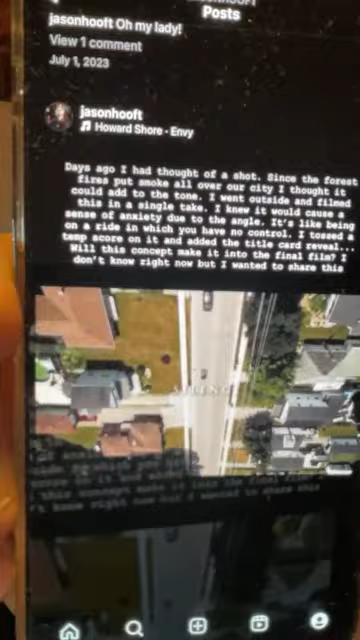 jasonhooft Oh my lady!
Posts
View 1 comment
July 1, 2023
jasonhooft
Howard Shore • Envy
Days ago I had thought of a shot. Since the forest
fires put smoke all over our city I thought it
could add to the tone. I went outside and filmed
this in a single take. I knew it would cause a
sense of anxiety due to the angle. It's like being
on a ride in which you have no control. I tossed a
temp score on it and added the title card reveal...
Will this concept make it into the final film? I
don't know right now but I wanted to share this